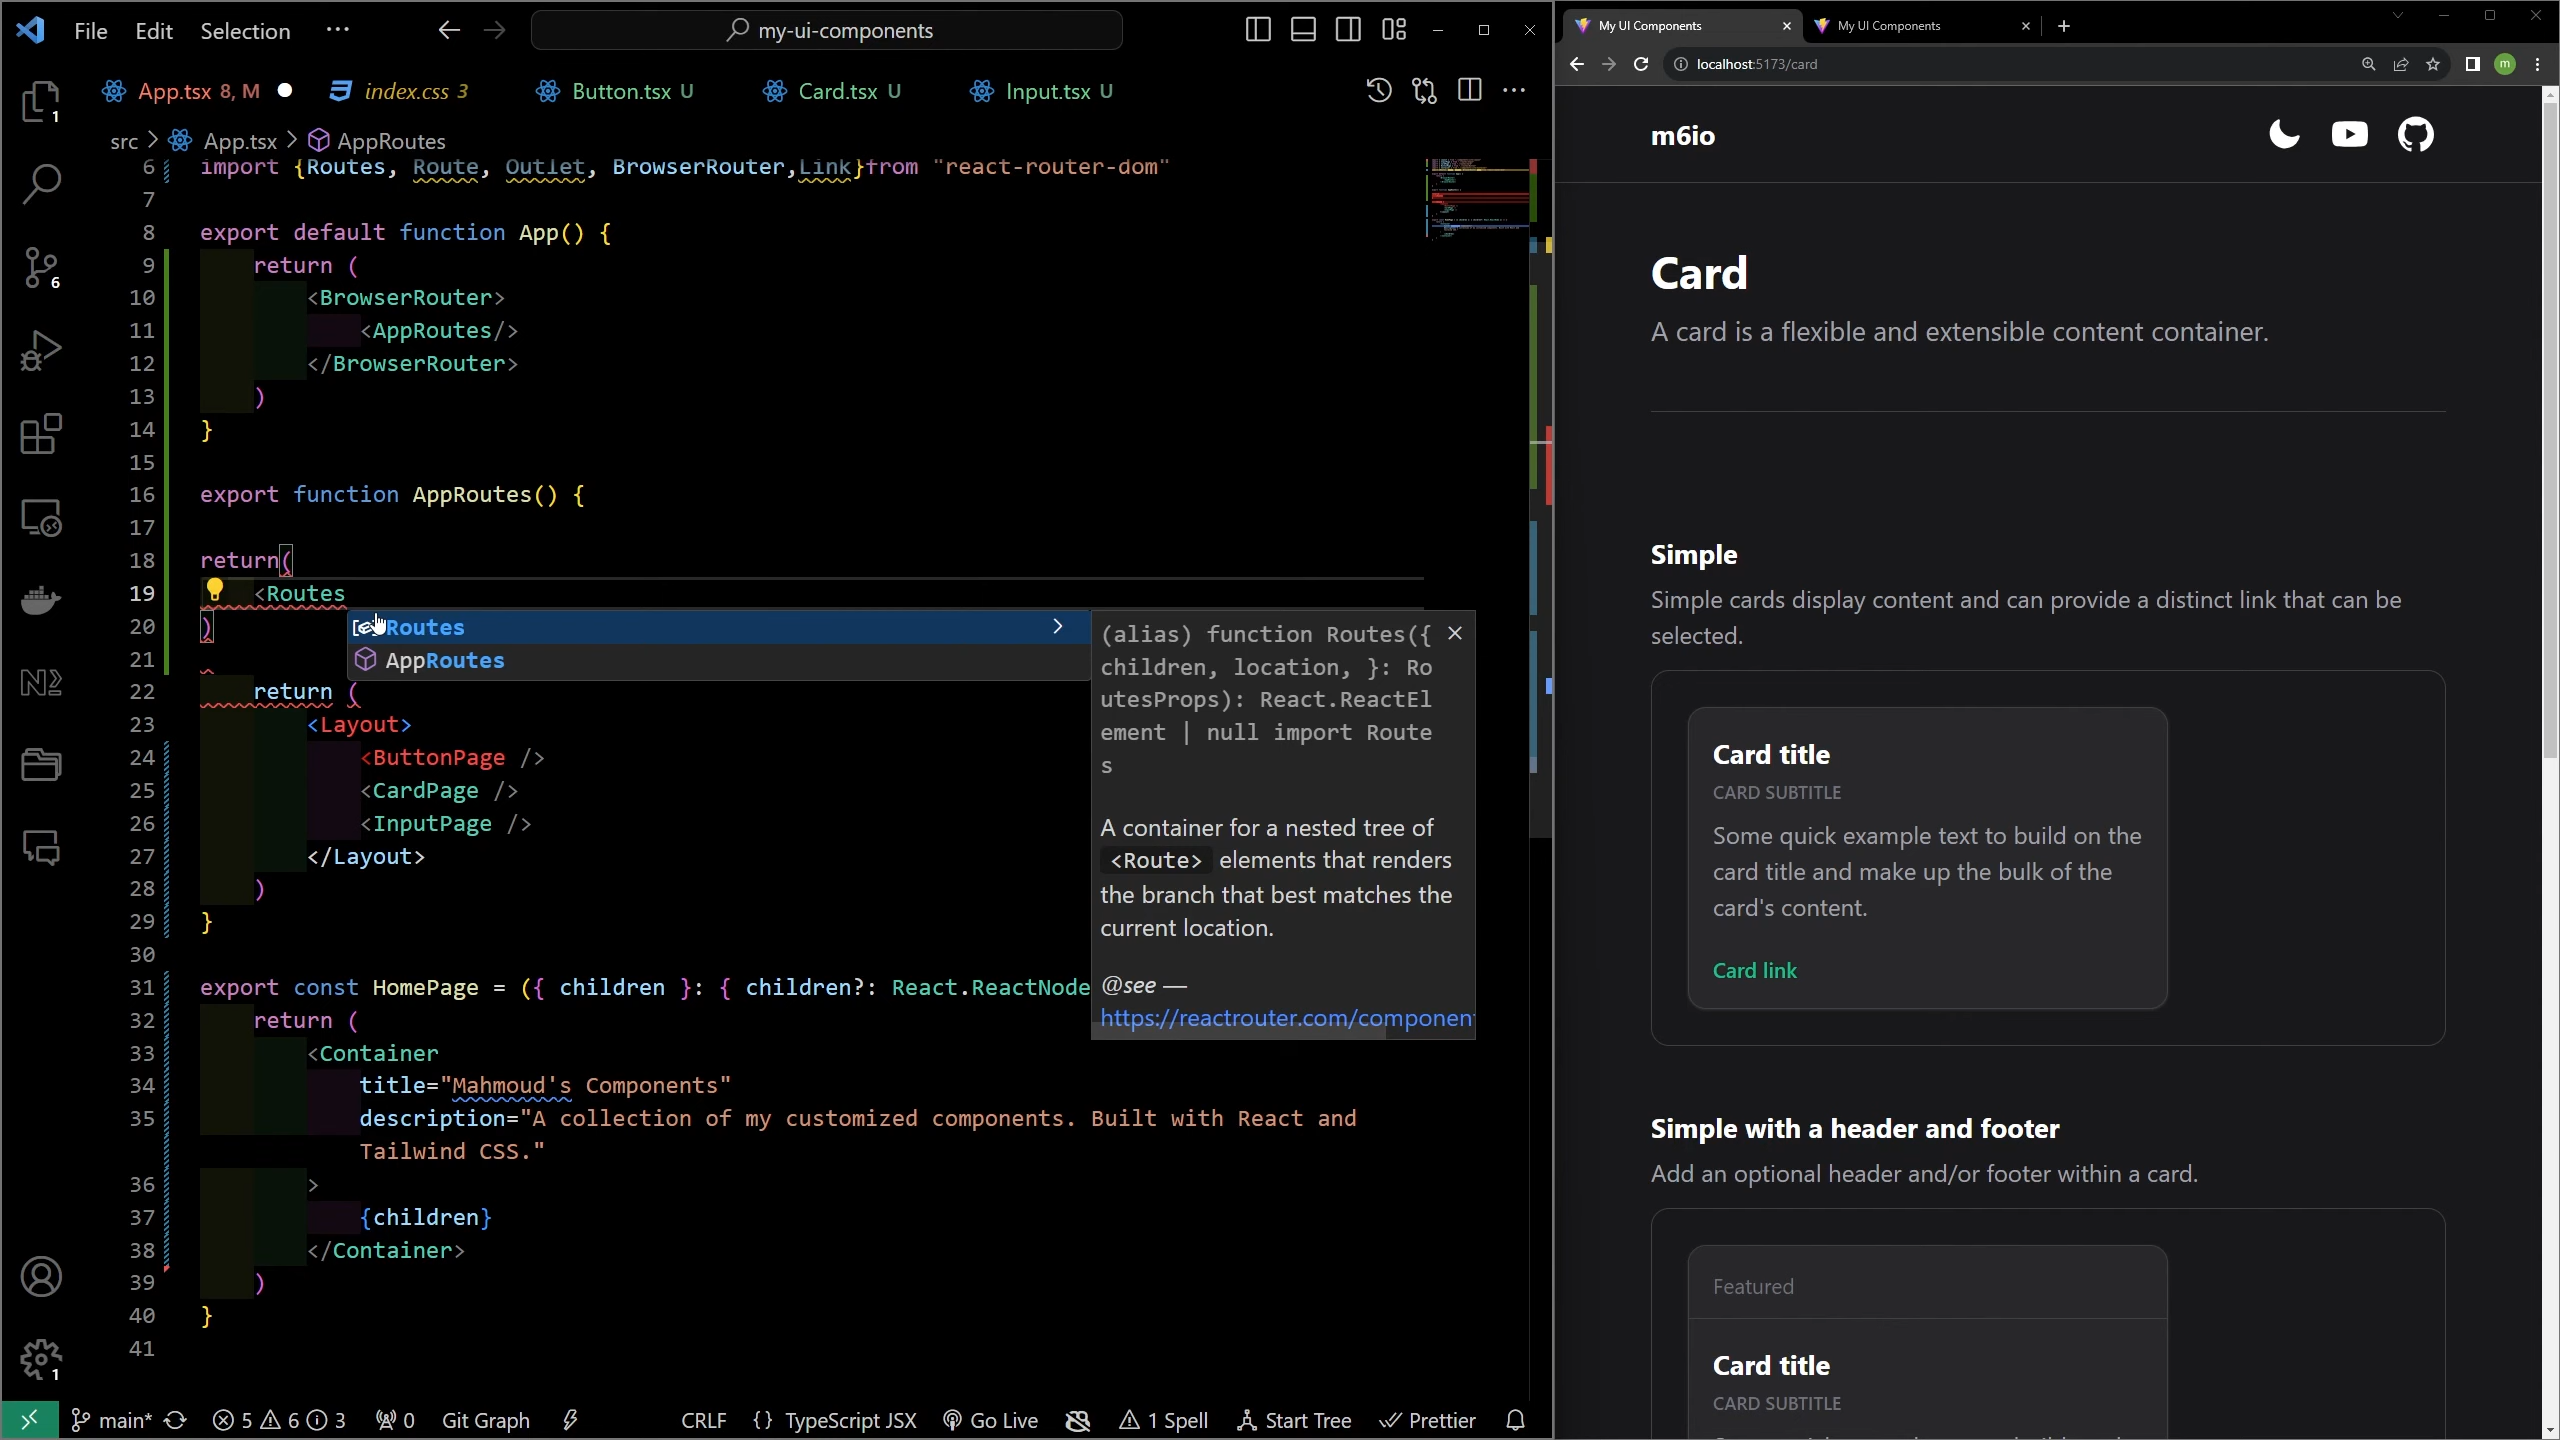 File Edit Selection ···
my-ui-components
App.tsx 8, M
index.css 3
Button.tsx U
Card.tsx U
Input.tsx U
src > App.tsx > AppRoutes
6 import {Routes, Route, Outlet, BrowserRouter,Link}from "react-router-dom"
7
8 export default function App() {
9 return (
10 <BrowserRouter>
11 <AppRoutes/>
12 </BrowserRouter>
13 )
14 }
15
16 export function AppRoutes() {
17
18 return(
19 <Routes
20 )
21
22 return (
23 <Layout>
24 <ButtonPage />
25 <CardPage />
26 <InputPage />
27 </Layout>
28 )
29 }
30
31 export const HomePage = ({ children }: { children?: React.ReactNode
32 return (
33 <Container
34 title="Mahmoud's Components"
35 description="A collection of my customized components. Built with React and
Tailwind CSS."
36 >
37 {children}
38 </Container>
39 )
40 }
41
Routes
AppRoutes
(alias) function Routes({
children, location, }: Ro
utesProps): React.ReactEl
ement | null import Route
s
A container for a nested tree of
<Route> elements that renders
the branch that best matches the
current location.
@see —
https://reactrouter.com/component
1
6
1
main* 5 6 3 0 Git Graph CRLF {} TypeScript JSX Go Live 1 Spell Start Tree Prettier
My UI Components
My UI Components
localhost:5173/card
m
m6io
Card
A card is a flexible and extensible content container.
Simple
Simple cards display content and can provide a distinct link that can be
selected.
Card title
CARD SUBTITLE
Some quick example text to build on the
card title and make up the bulk of the
card's content.
Card link
Simple with a header and footer
Add an optional header and/or footer within a card.
Featured
Card title
CARD SUBTITLE